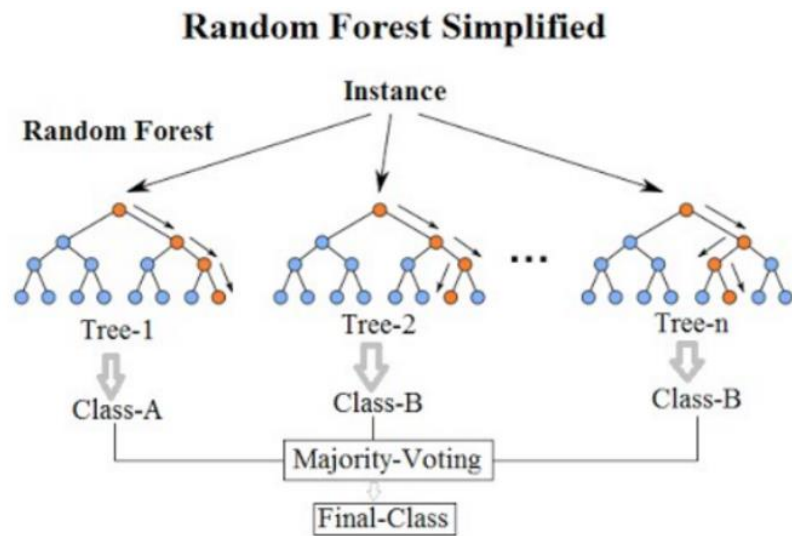 Random Forest Simplified
Instance
Random Forest
...
Tree-1
Tree-2
Tree-n
Class-A
Class-B
Class-B
Majority-Voting
Final-Class